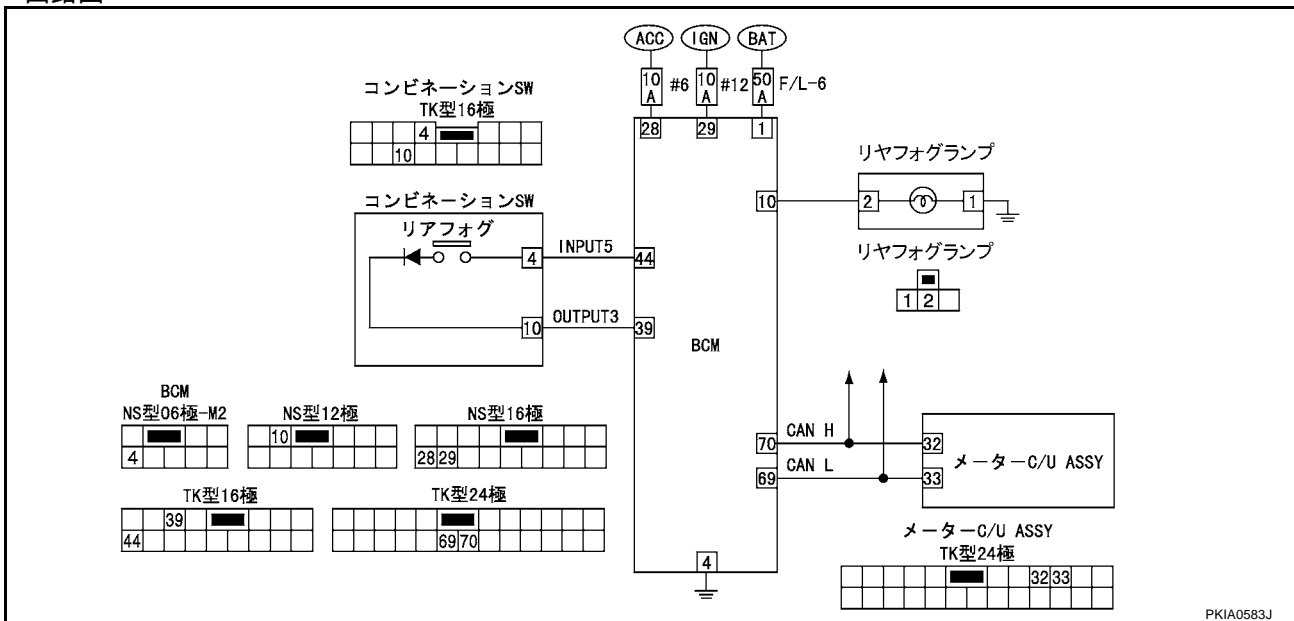 ACC IGN BAT
10A #6 10A #12 50A F/L-6
28 29 1
コンビネーションSW
TK型16極
4
10
コンビネーションSW
リアフォグ
4 INPUT5 44
10 OUTPUT3 39
BCM
10
リヤフォグランプ
2 1
リヤフォグランプ
1 2
70 CAN H 32
69 CAN L 33
メーターC/U ASSY
4
BCM
NS型06極-M2
4
NS型12極
10
NS型16極
28 29
TK型16極
39
44
TK型24極
69 70
メーターC/U ASSY
TK型24極
32 33
PKIA0583J